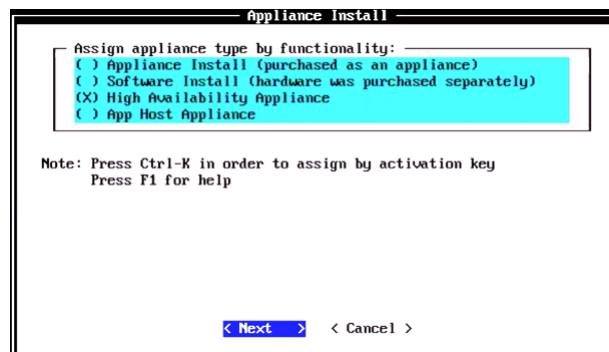 Appliance Install
Assign appliance type by functionality:
( ) Appliance Install (purchased as an appliance)
( ) Software Install (hardware was purchased separately)
(X) High Availability Appliance
( ) App Host Appliance
Note: Press Ctrl-K in order to assign by activation key
Press F1 for help
< Next > < Cancel >